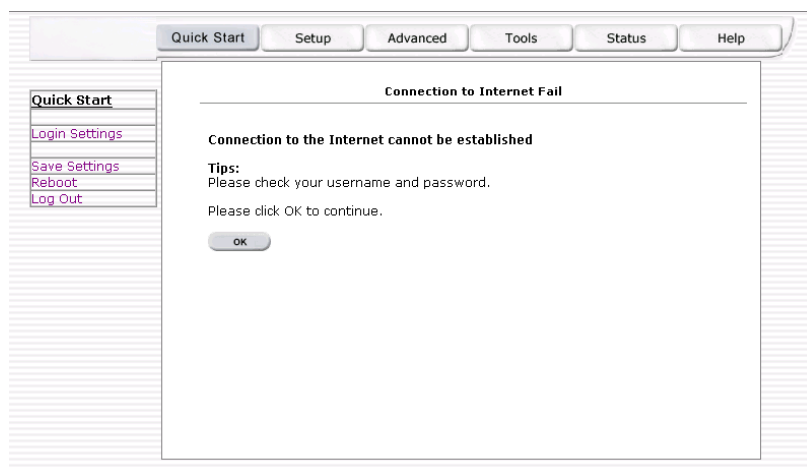 Quick Start Setup Advanced Tools Status Help
Quick Start
Login Settings
Save Settings
Reboot
Log Out
Connection to Internet Fail
Connection to the Internet cannot be established
Tips:
Please check your username and password.
Please click OK to continue.
OK